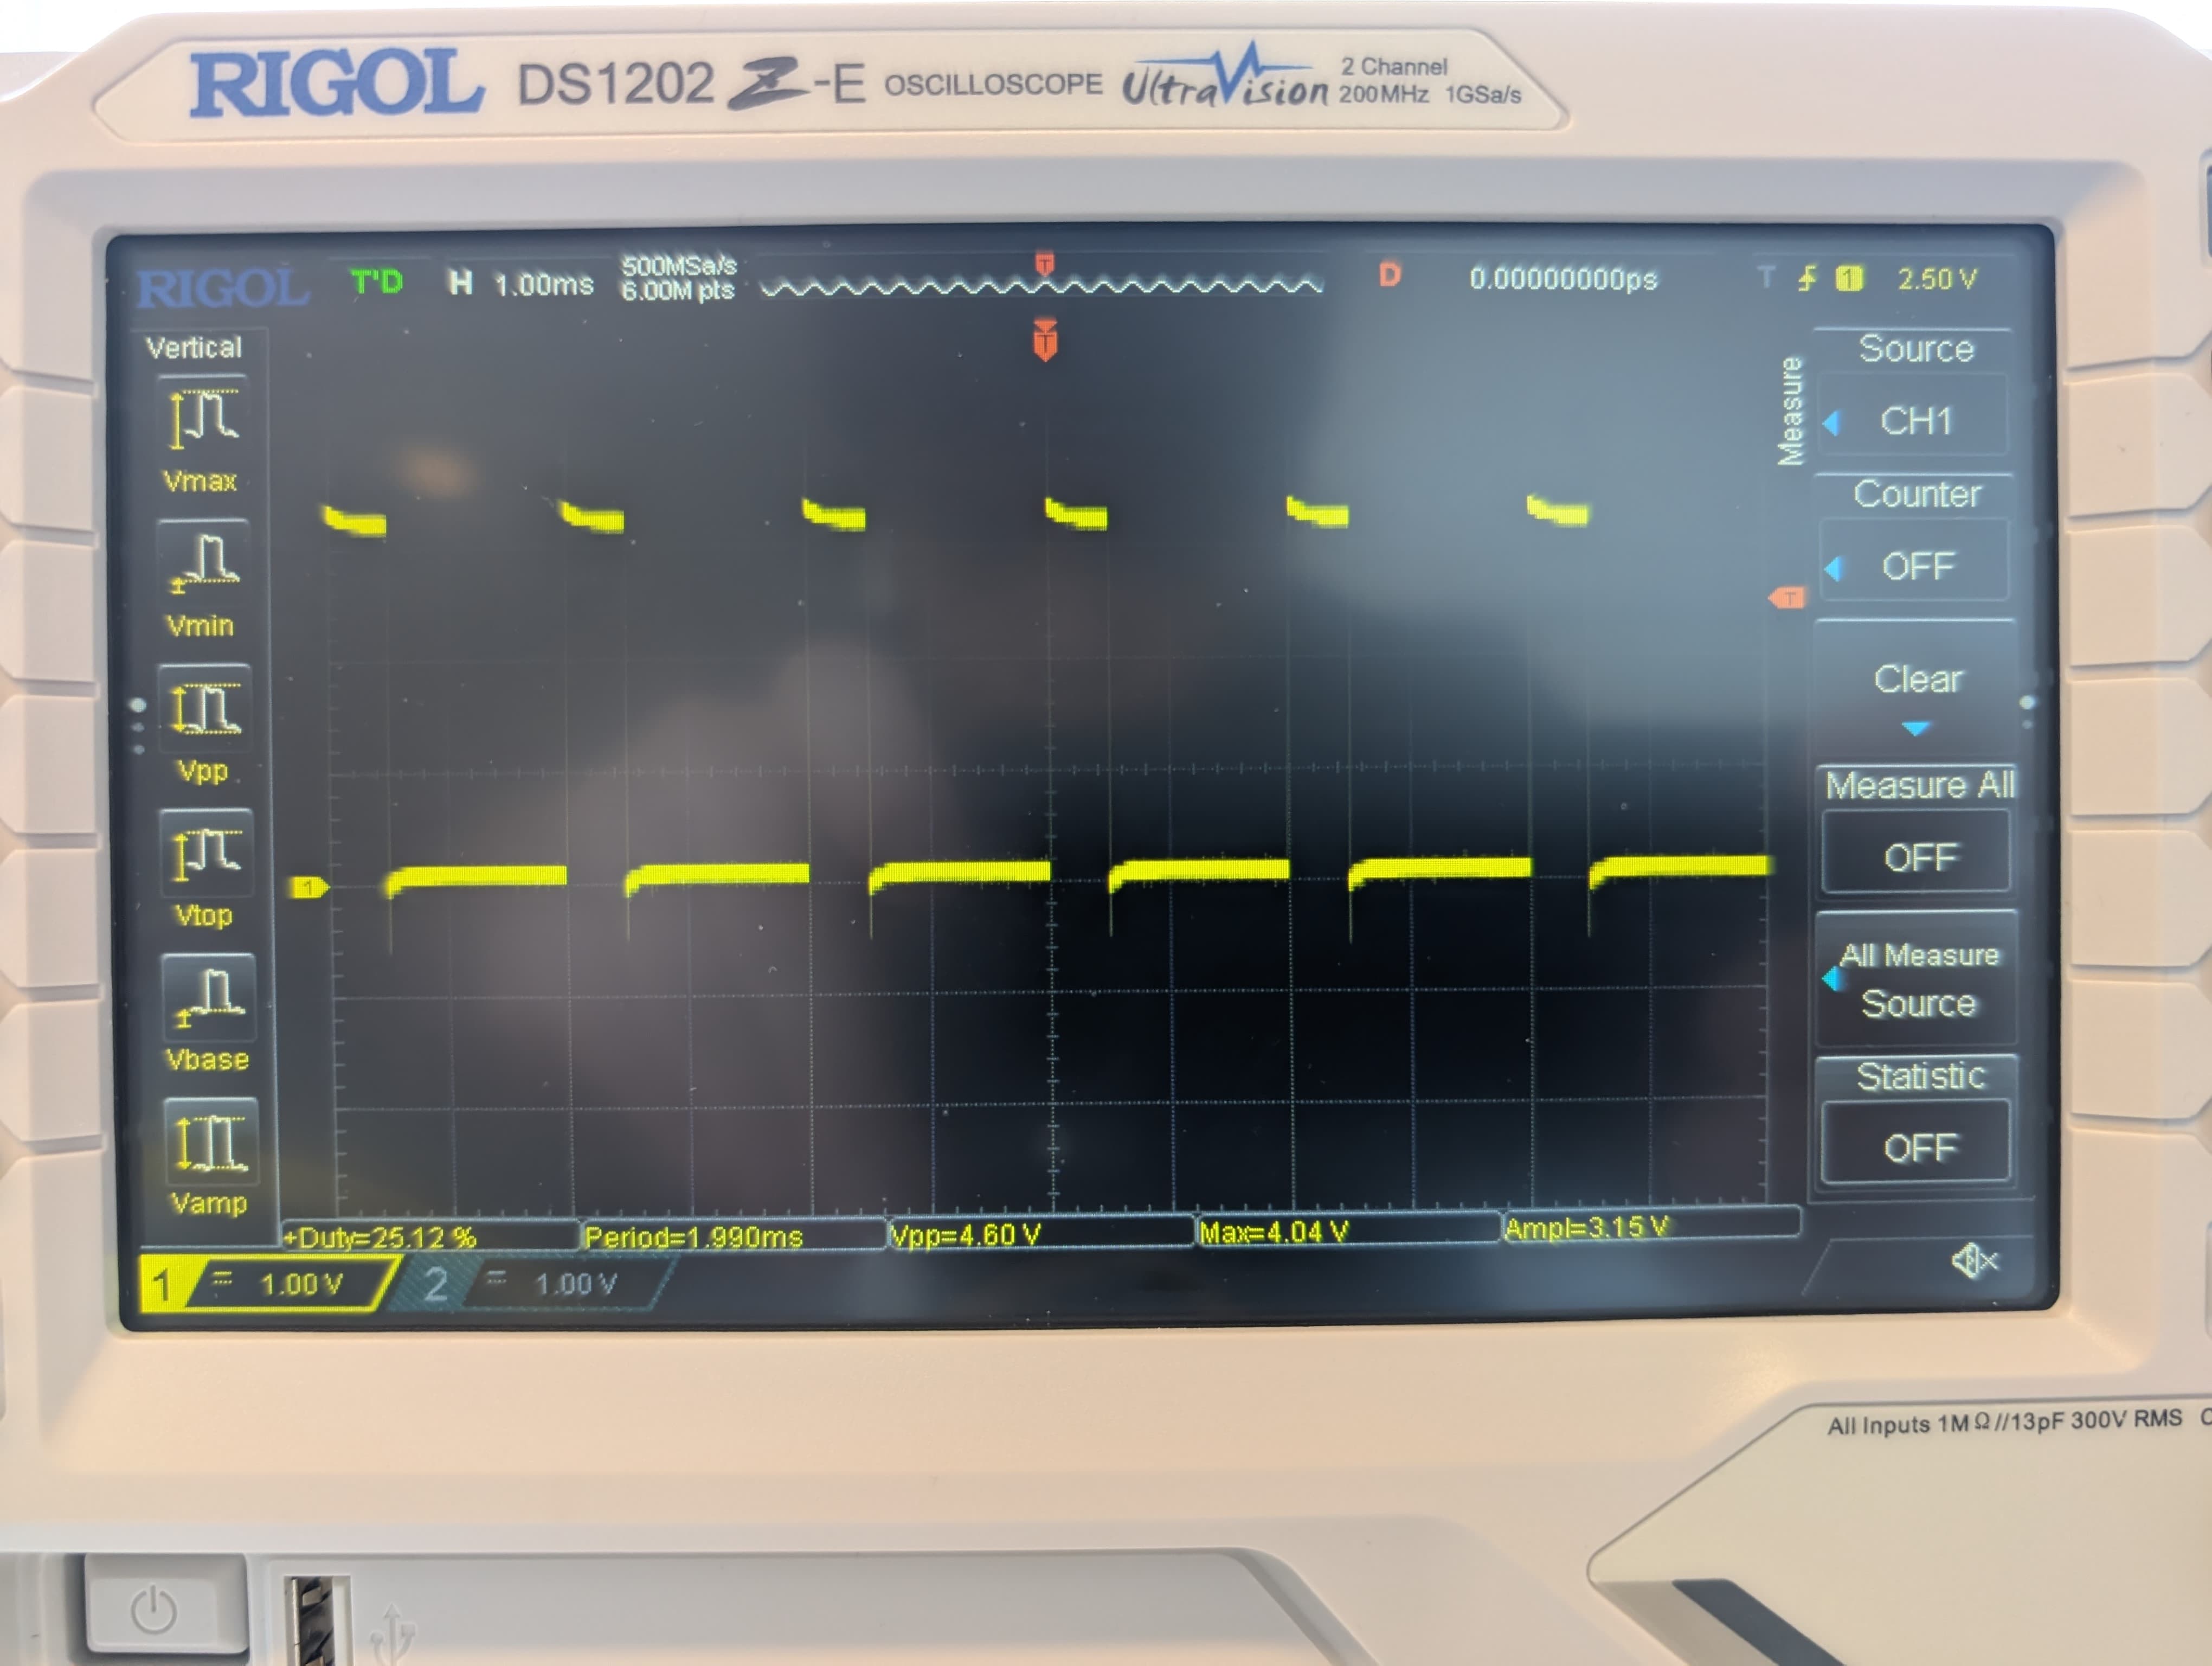 RIGOL DS1202 Z-E OSCILLOSCOPE UltraVision 2 Channel
200MHz 1GSa/s
RIGOL T'D H 1.00ms 500MSa/s
6.00M pts
T
D 0.00000000ps T 1 2.50 V
T
Vertical
Vmax
Vmin
Vpp
Vtop
Vbase
Vamp
1
T
Measure
Source
CH1
Counter
OFF
Clear
Measure All
OFF
All Measure
Source
Statistic
OFF
+Duty=25.12 % Period=1.990ms Vpp=4.60 V Max=4.04 V Ampl=3.15 V
1 1.00 V 2 1.00 V
All Inputs 1MΩ//13pF 300V RMS